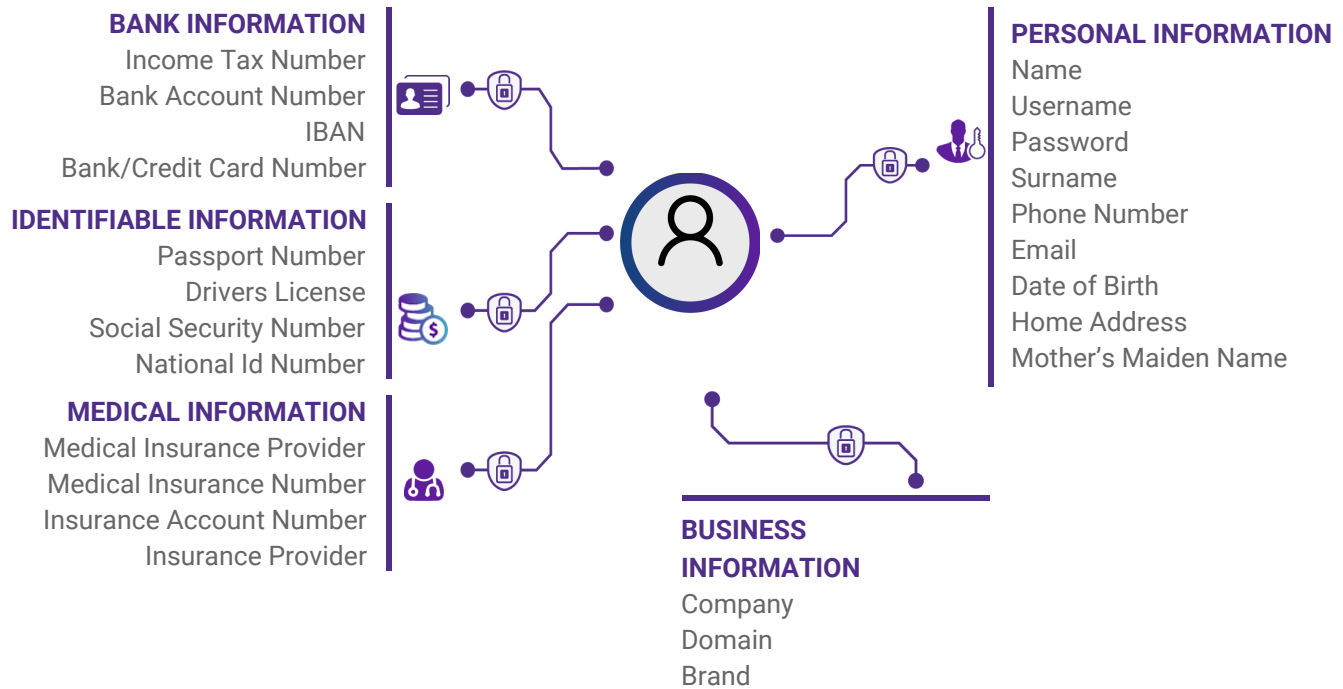 BANK INFORMATION
Income Tax Number
Bank Account Number
IBAN
Bank/Credit Card Number
IDENTIFIABLE INFORMATION
Passport Number
Drivers License
Social Security Number
National Id Number
MEDICAL INFORMATION
Medical Insurance Provider
Medical Insurance Number
Insurance Account Number
Insurance Provider
$
PERSONAL INFORMATION
Name
Username
Password
Surname
Phone Number
Email
Date of Birth
Home Address
Mother’s Maiden Name
BUSINESS
INFORMATION
Company
Domain
Brand